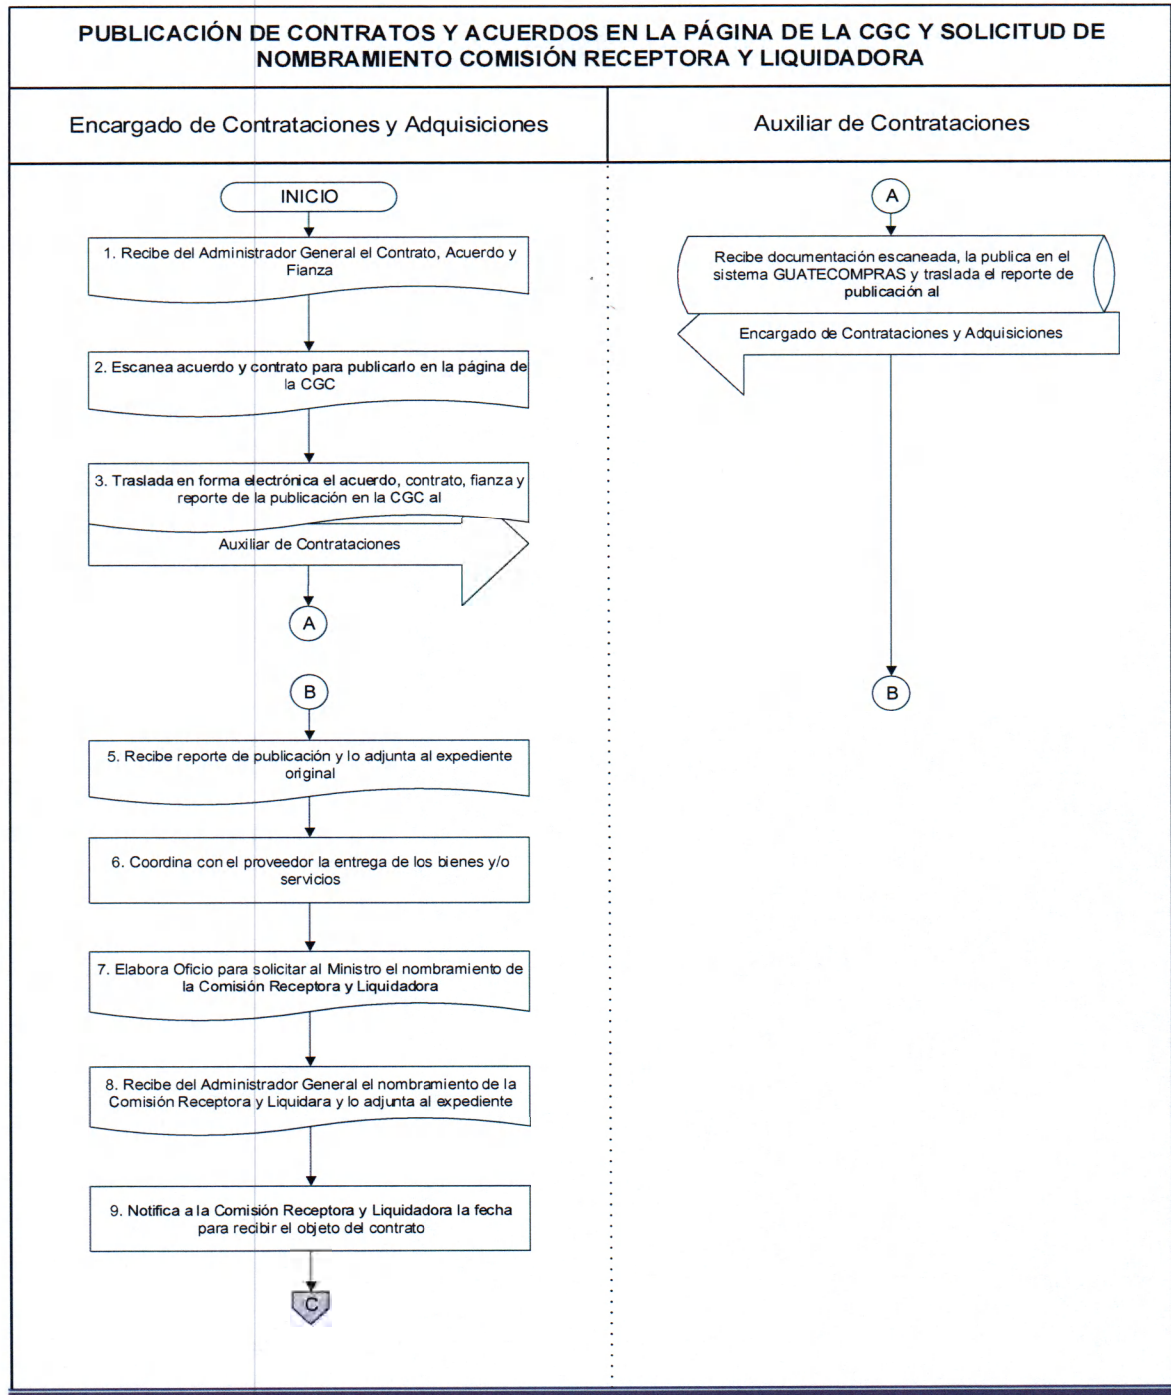 PUBLICACIÓN DE CONTRATOS Y ACUERDOS EN LA PÁGINA DE LA CGC Y SOLICITUD DE
NOMBRAMIENTO COMISIÓN RECEPTORA Y LIQUIDADORA
Encargado de Contrataciones y Adquisiciones
Auxiliar de Contrataciones
INICIO
1. Recibe del Administrador General el Contrato, Acuerdo y
Fianza
2. Escanea acuerdo y contrato para publicarlo en la página de
la CGC
3. Traslada en forma electrónica el acuerdo, contrato, fianza y
reporte de la publicación en la CGC al
Auxiliar de Contrataciones
A
A
Recibe documentación escaneada, la publica en el
sistema GUATECOMPRAS y traslada el reporte de
publicación al
Encargado de Contrataciones y Adquisiciones
B
B
5. Recibe reporte de publicación y lo adjunta al expediente
original
6. Coordina con el proveedor la entrega de los bienes y/o
servicios
7. Elabora Oficio para solicitar al Ministro el nombramiento de
la Comisión Receptora y Liquidadora
8. Recibe del Administrador General el nombramiento de la
Comisión Receptora y Liquidara y lo adjunta al expediente
9. Notifica a la Comisión Receptora y Liquidadora la fecha
para recibir el objeto del contrato
C